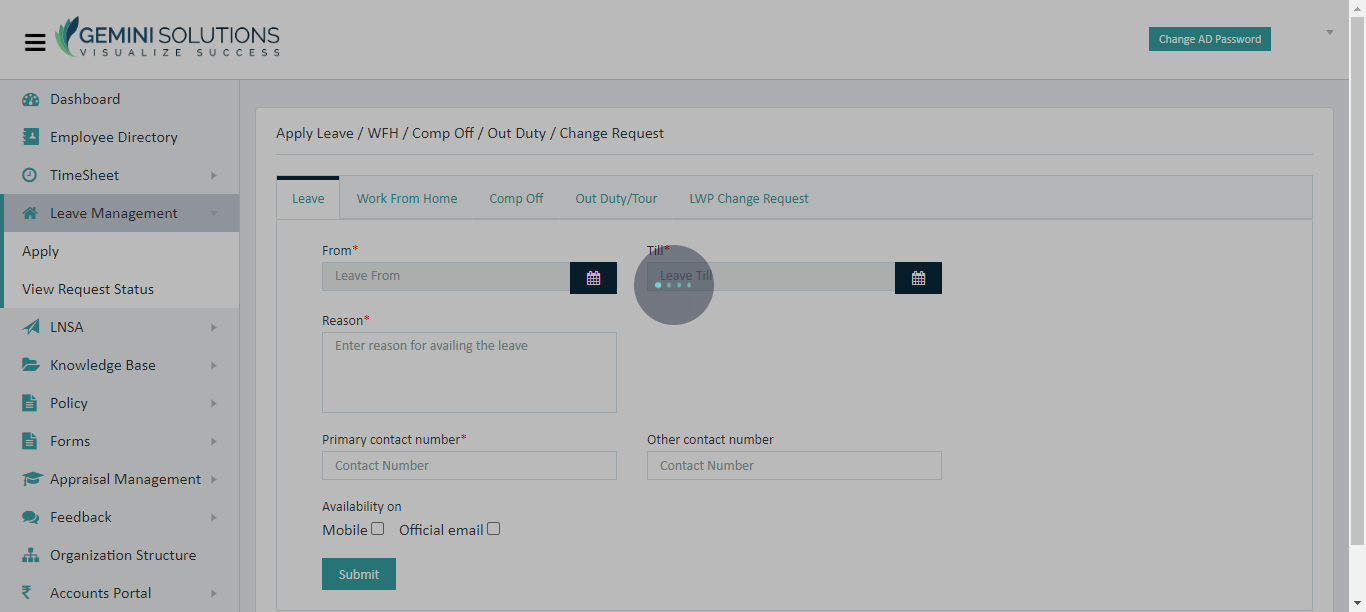 GEMINI SOLUTIONS
VISUALIZE SUCCESS
Change AD Password
Dashboard
Employee Directory
TimeSheet
Leave Management
Apply
View Request Status
LNSA
Knowledge Base
Policy
Forms
Appraisal Management
Feedback
Organization Structure
Accounts Portal
Apply Leave / WFH / Comp Off / Out Duty / Change Request
Leave Work From Home Comp Off Out Duty/Tour LWP Change Request
From* Till*
Leave From Leave Till
Reason*
Enter reason for availing the leave
Primary contact number* Other contact number
Contact Number Contact Number
Availability on
Mobile Official email
Submit